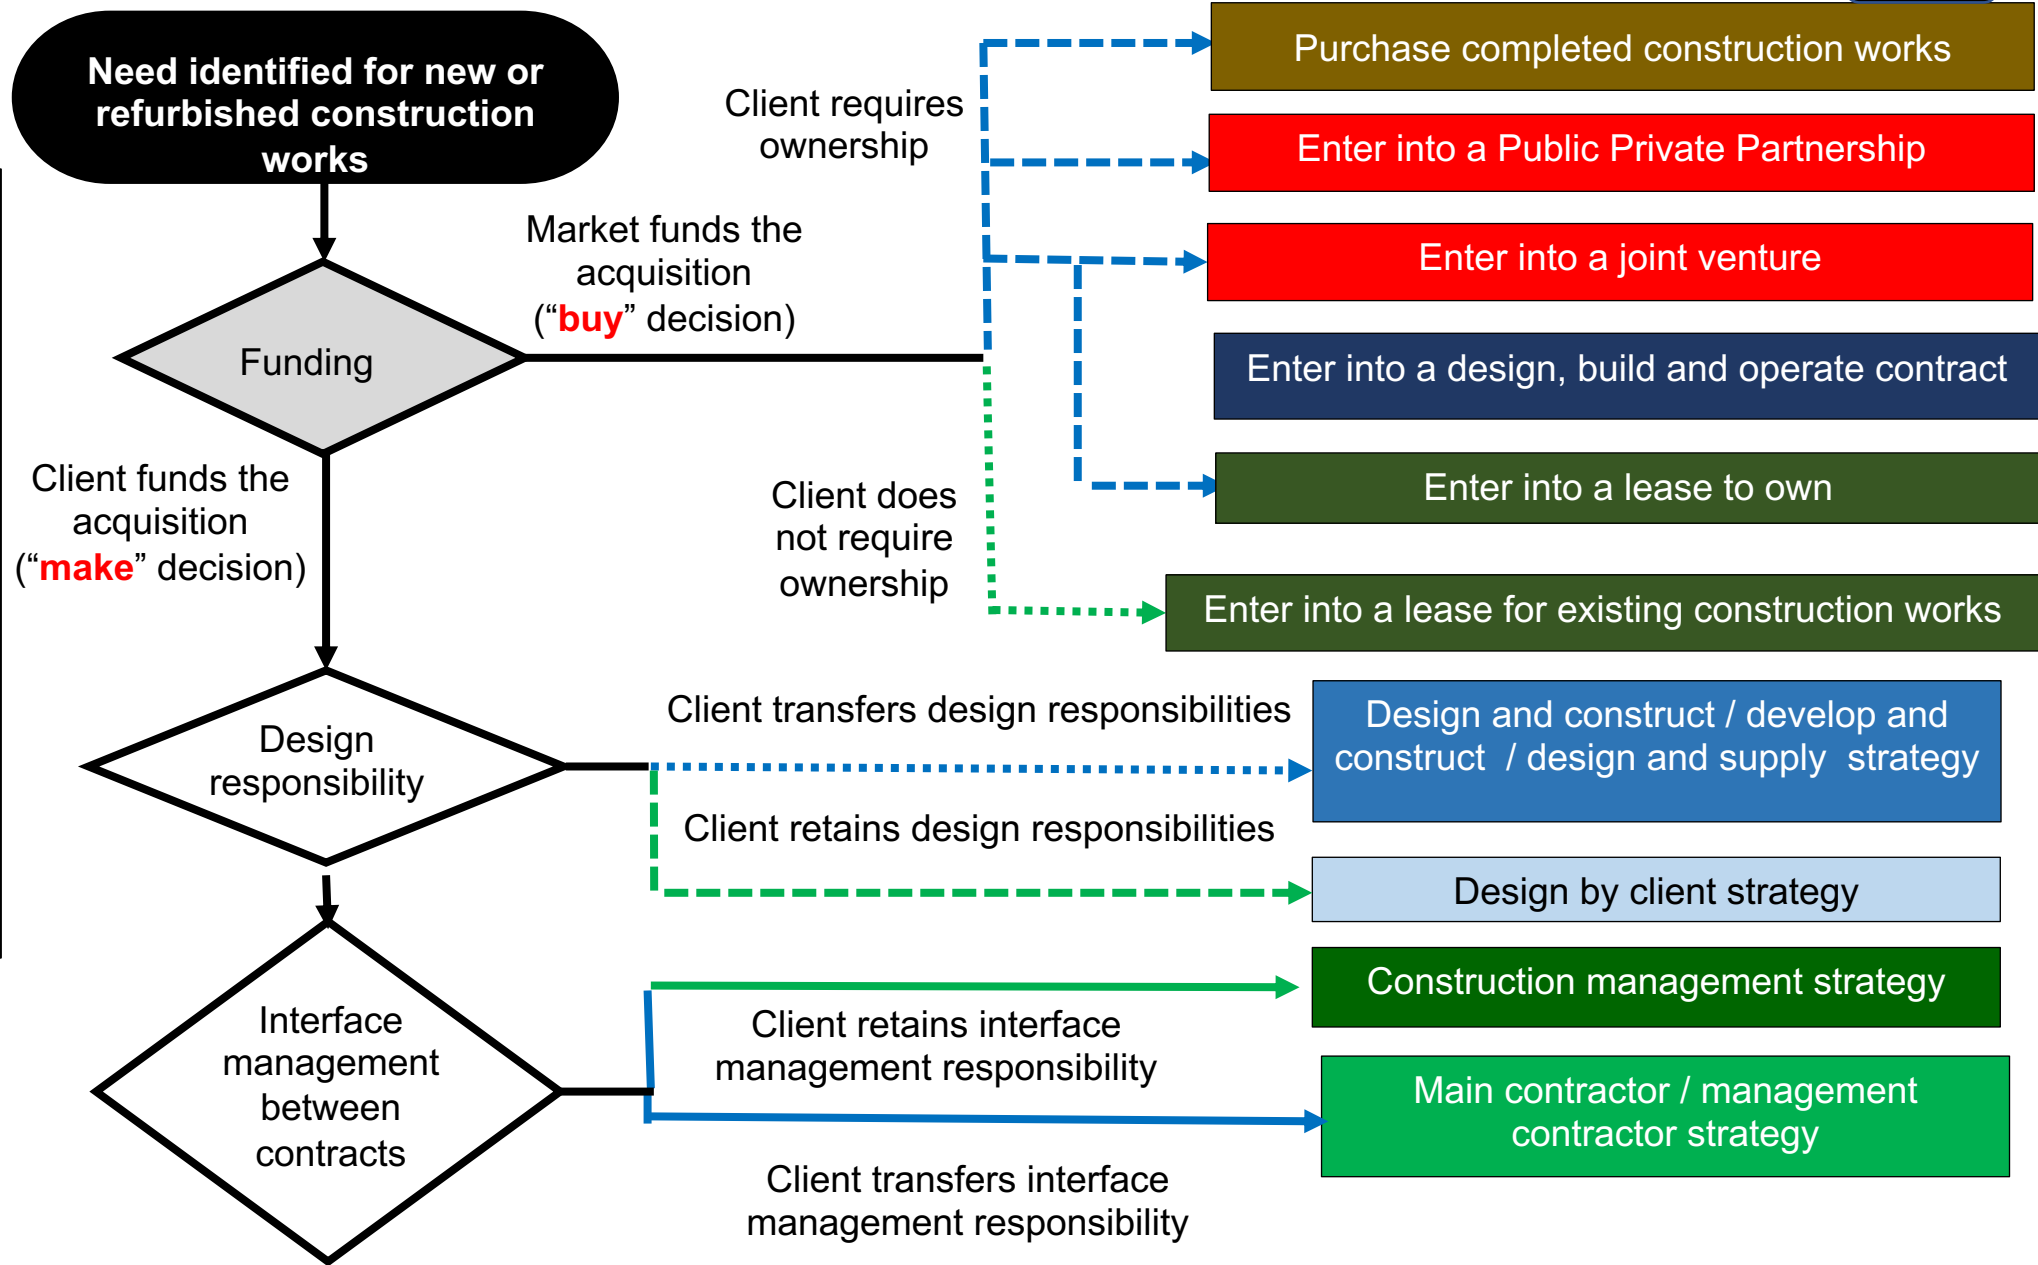 Need identified for new or
refurbished construction
works
Client requires
ownership
Purchase completed construction works
Enter into a Public Private Partnership
Market funds the
acquisition
(“buy” decision)
Enter into a joint venture
Funding
Enter into a design, build and operate contract
Client funds the
acquisition
(“make” decision)
Client does
not require
ownership
Enter into a lease to own
Enter into a lease for existing construction works
Design
responsibility
Client transfers design responsibilities
Design and construct / develop and
construct / design and supply strategy
Client retains design responsibilities
Design by client strategy
Interface
management
between
contracts
Construction management strategy
Client retains interface
management responsibility
Main contractor / management
contractor strategy
Client transfers interface
management responsibility